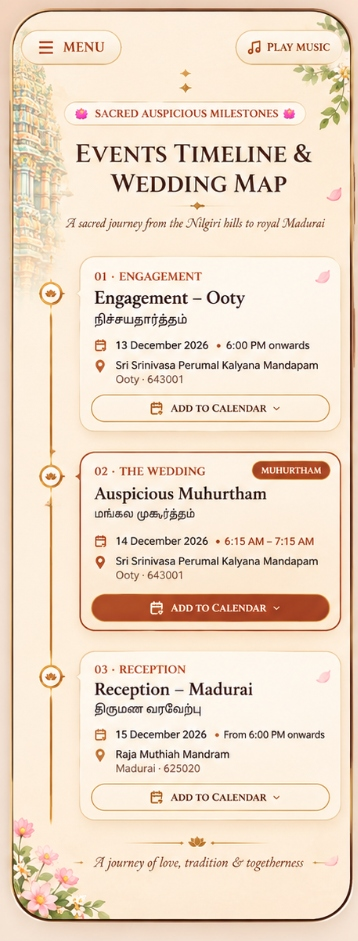 MENU
PLAY MUSIC
SACRED AUSPICIOUS MILESTONES
EVENTS TIMELINE &
WEDDING MAP
A sacred journey from the Nilgiri hills to royal Madurai
01 · ENGAGEMENT
Engagement – Ooty
நிச்சயதார்த்தம்
13 December 2026 • 6:00 PM onwards
Sri Srinivasa Perumal Kalyana Mandapam
Ooty · 643001
ADD TO CALENDAR
02 · THE WEDDING
MUHURTHAM
Auspicious Muhurtham
மங்கல முகூர்த்தம்
14 December 2026 • 6:15 AM – 7:15 AM
Sri Srinivasa Perumal Kalyana Mandapam
Ooty · 643001
ADD TO CALENDAR
03 · RECEPTION
Reception – Madurai
திருமண வரவேற்பு
15 December 2026 • From 6:00 PM onwards
Raja Muthiah Mandram
Madurai · 625020
ADD TO CALENDAR
A journey of love, tradition & togetherness